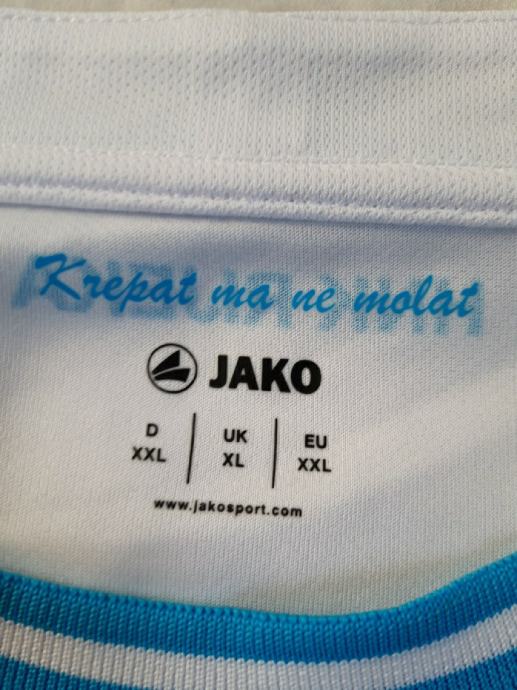 Krepat ma ne molat
JAKO
D | UK | EU
XXL | XL | XXL
www.jakosport.com